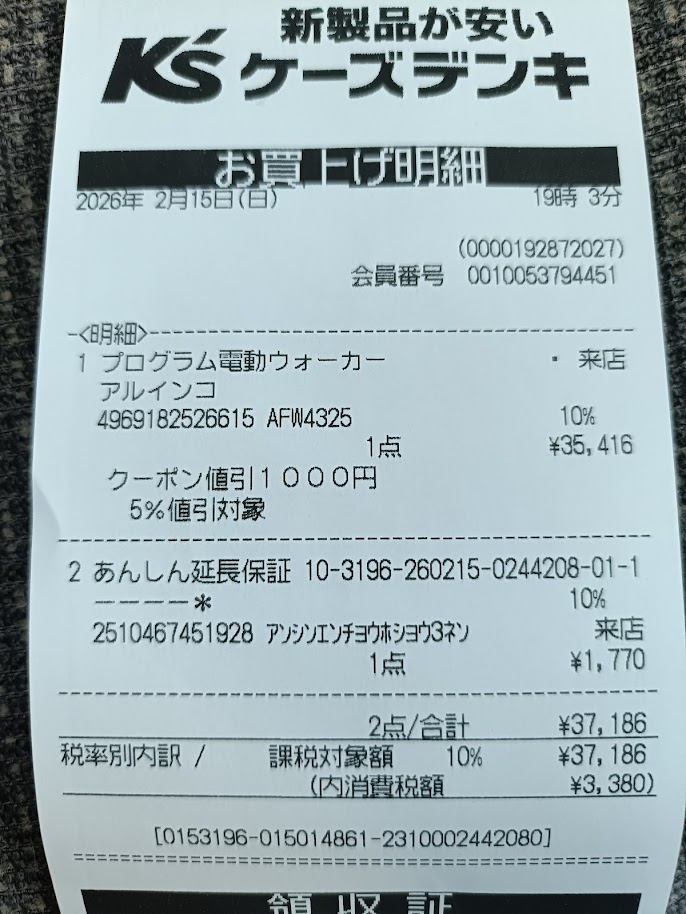 新製品が安い
K's ケーズデンキ
お買上げ明細
2026年 2月15日(日) 19時 3分
(0000192872027)
会員番号 0010053794451
-<明細>--------------------------------
1 プログラム電動ウォーカー ・ 来店
アルインコ
4969182526615 AFW4325 10%
1点 ¥35,416
クーポン値引1000円
5%値引対象
----------------------------------------
2 あんしん延長保証 10-3196-260215-0244208-01-1
ーーーー* 10%
2510467451928 アンシンエンチョウホショウ3ネン 来店
1点 ¥1,770
----------------------------------------
2点/合計 ¥37,186
税率別内訳 / 課税対象額 10% ¥37,186
(内消費税額 ¥3,380)
[0153196-015014861-2310002442080]
========================================
領収証